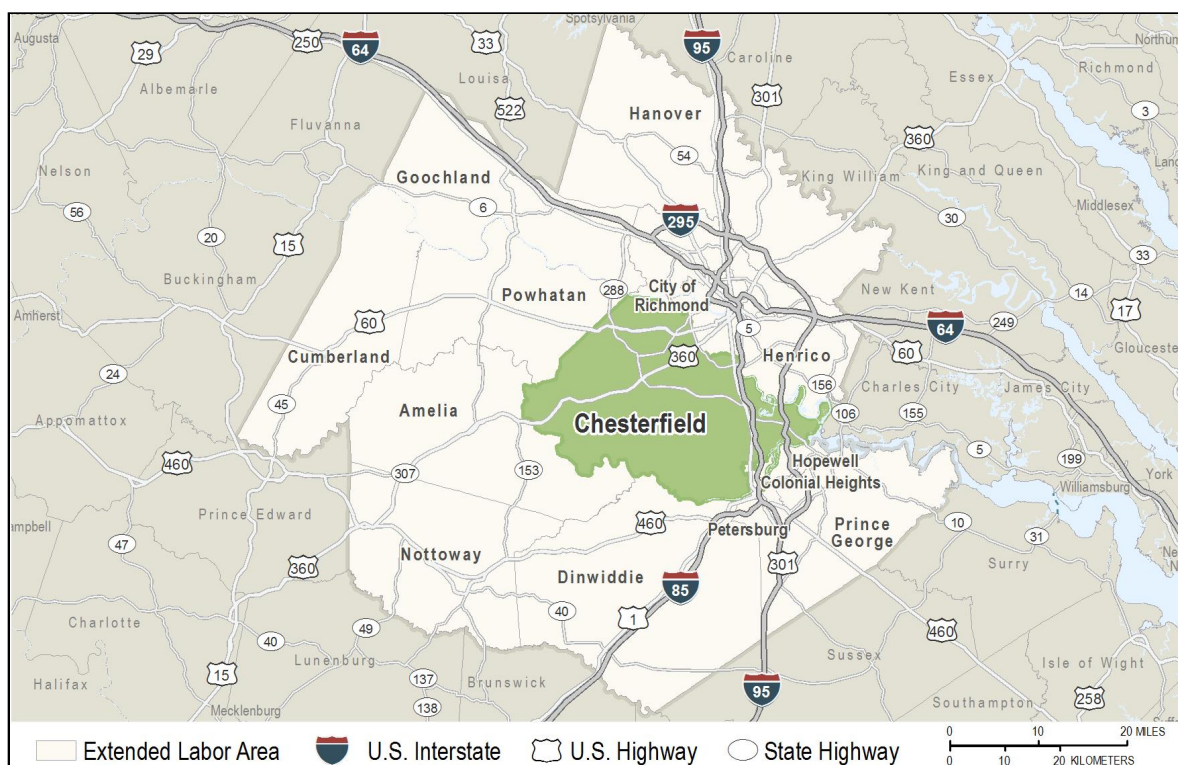 Spotsylvania
Augusta
29
250
64
33
95
Caroline
Northum
Richmond
Louisa
Essex
Albemarle
522
301
3
Hanover
Fluvanna
54
360
Lan
Nelson
Goochland
King William
King and Queen
56
6
Middlesex
20
295
30
15
33
Buckingham
City of
Richmond
288
Powhatan
New Kent
14
Amherst
60
5
64
249
17
Cumberland
360
Henrico
60
Gloucester
24
156
Charles City
James City
45
Amelia
106
155
Appomattox
Chesterfield
5
460
307
153
Hopewell
Colonial Heights
199
York
Williamsburg
Prince Edward
460
Petersburg
Prince
George
10
31
ampbell
47
Nottoway
301
Surry
360
Dinwiddie
85
40
1
Charlotte
49
460
40
Lunenburg
Sussex
Isle of Wight
15
137
Brunswick
95
Halifax
138
Southampton
258
Mecklenburg
Extended Labor Area
U.S. Interstate
U.S. Highway
State Highway
0 10 20 MILES
0 10 20 KILOMETERS